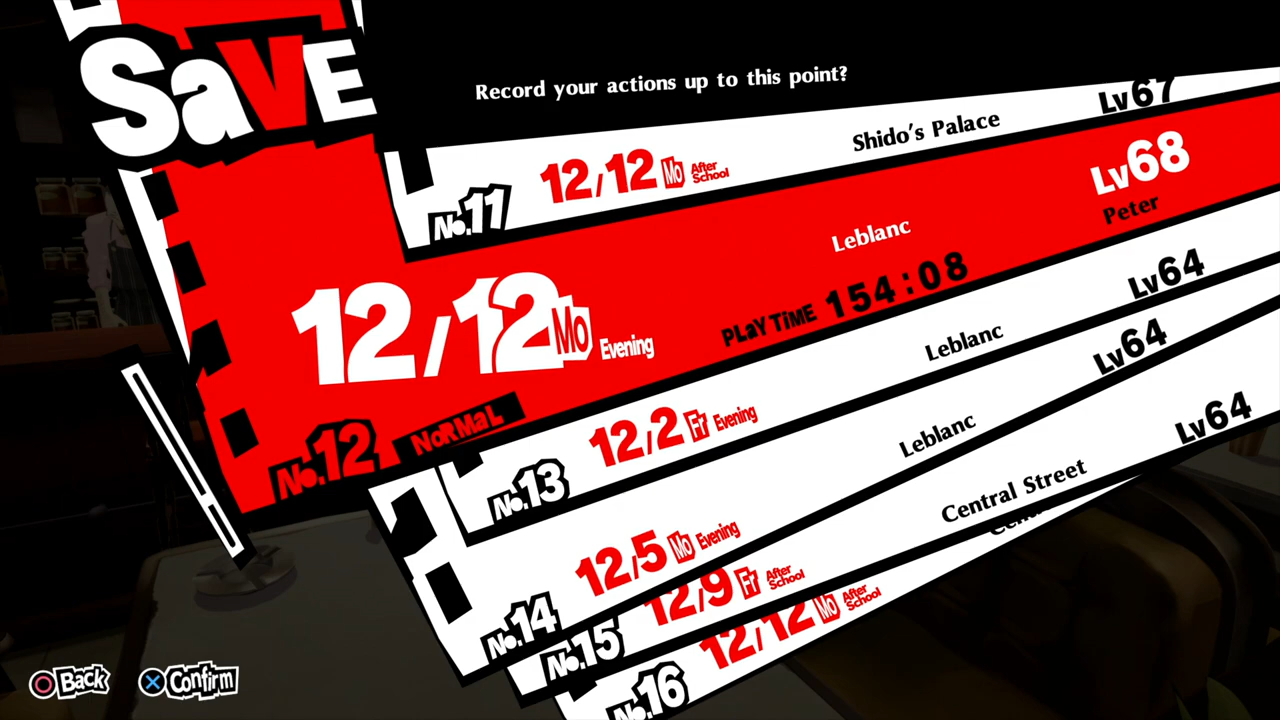 SaVE
Record your actions up to this point?
No.11 12/12 Mo After School Shido's Palace Lv67
No.12 12/12 Mo Evening Leblanc Lv68
NoRMaL PLaY TiME 154:08 Peter
No.13 12/2 Fr Evening Leblanc Lv64
No.14 12/5 Mo Evening Leblanc Lv64
No.15 12/9 Fr After School Central Street Lv64
No.16 12/12 Mo After School
Back Confirm